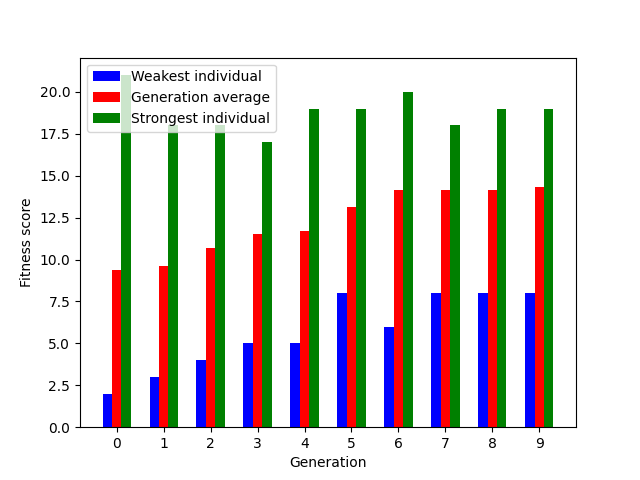 Weakest individual
Generation average
Strongest individual
20.0
17.5
15.0
12.5
10.0
7.5
5.0
2.5
0.0
Fitness score
0 1 2 3 4 5 6 7 8 9
Generation